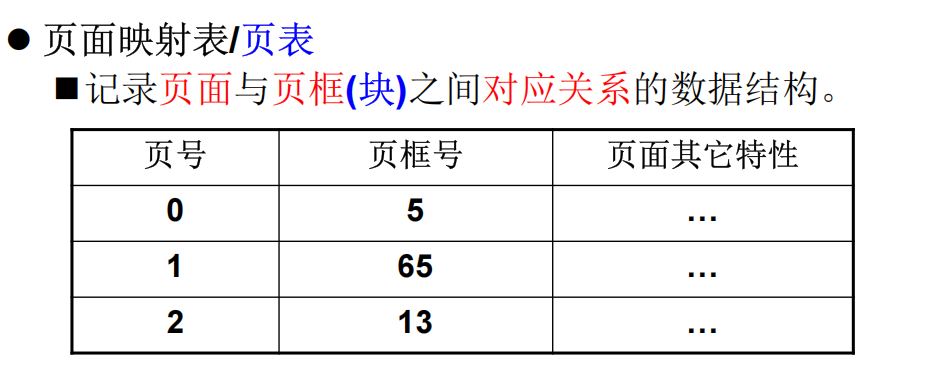 ● 页面映射表/页表
■记录页面与页框(块)之间对应关系的数据结构。
页号 页框号 页面其它特性
0 5 …
1 65 …
2 13 …